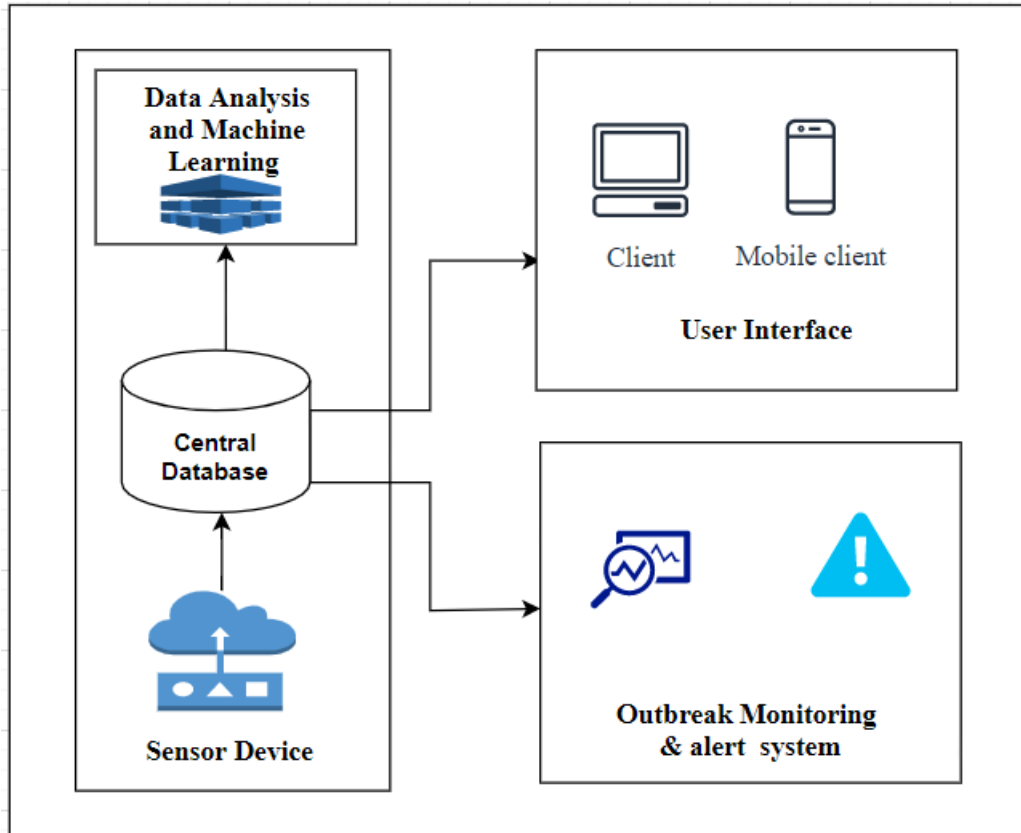 Data Analysis
and Machine
Learning
Central
Database
Sensor Device
Client
Mobile client
User Interface
Outbreak Monitoring
& alert system